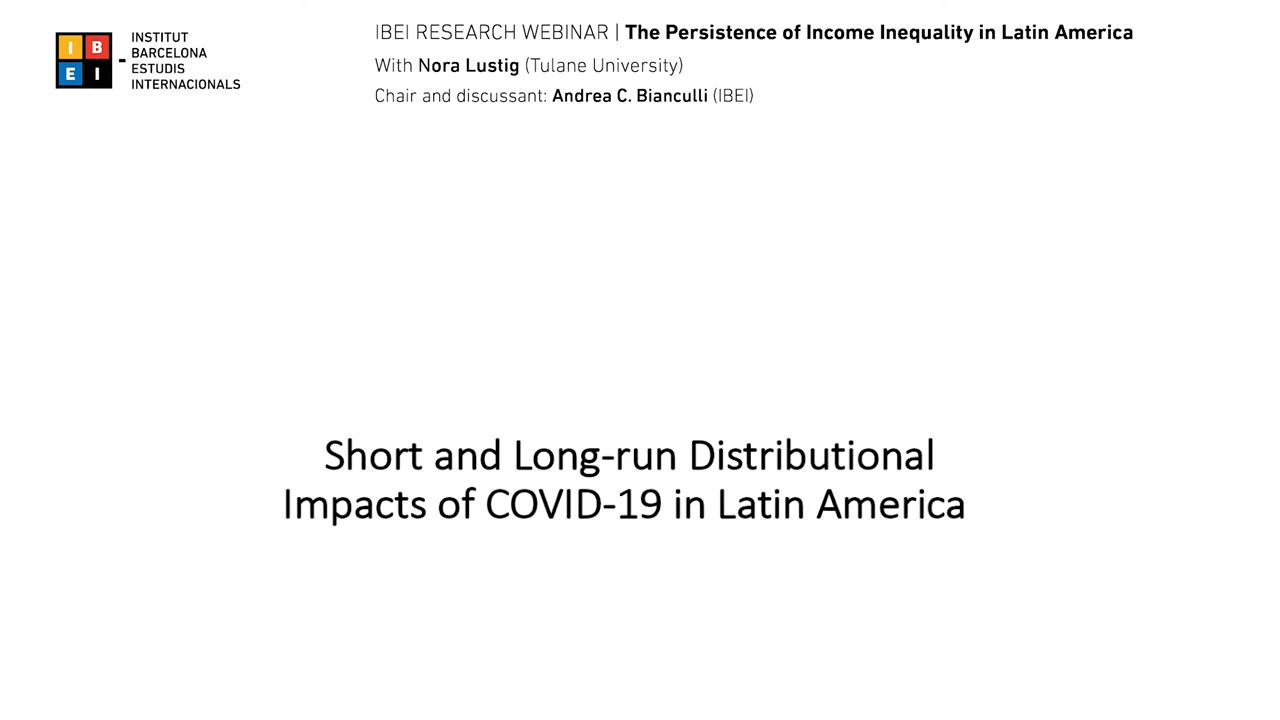 I B
E I
INSTITUT
BARCELONA
ESTUDIS
INTERNACIONALS
IBEI RESEARCH WEBINAR | The Persistence of Income Inequality in Latin America
With Nora Lustig (Tulane University)
Chair and discussant: Andrea C. Bianculli (IBEI)
Short and Long-run Distributional
Impacts of COVID-19 in Latin America